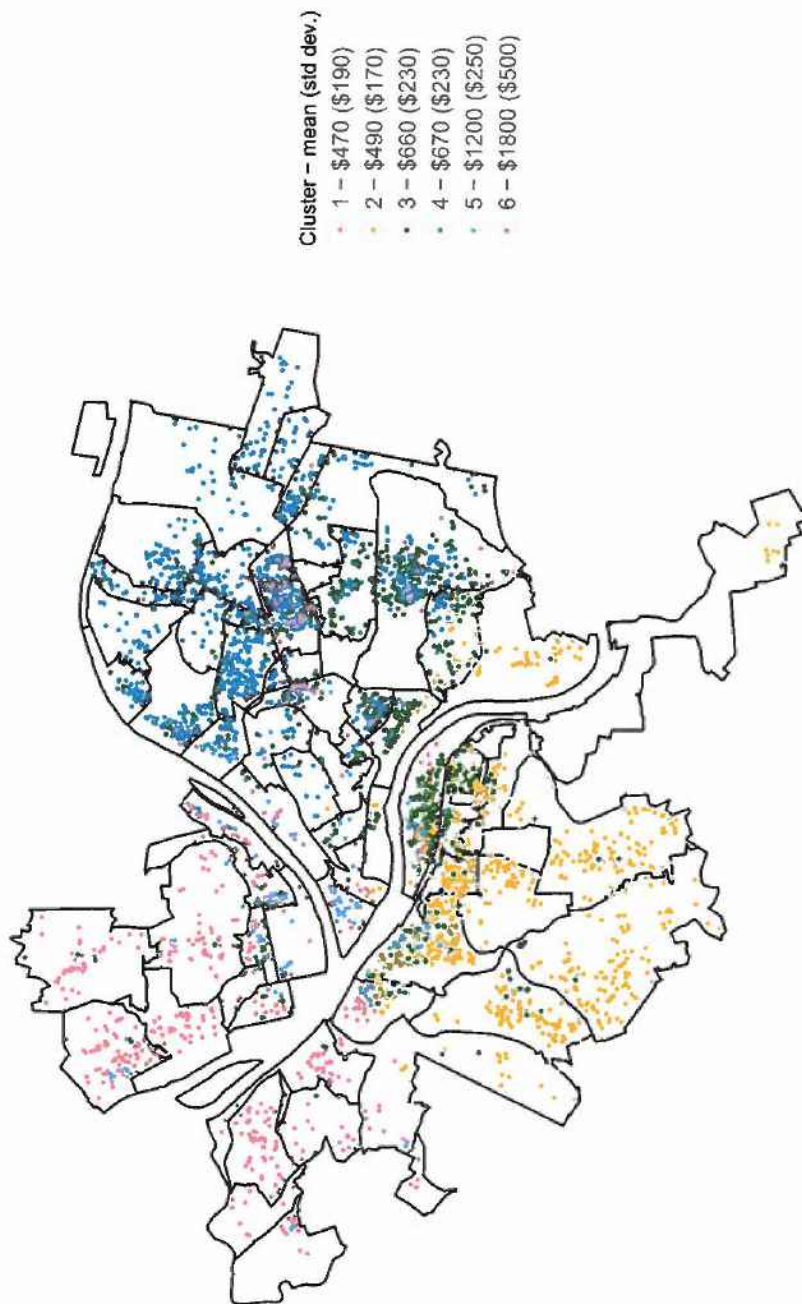 Cluster – mean (std dev.)
1 – $470 ($190)
2 – $490 ($170)
3 – $660 ($230)
4 – $670 ($230)
5 – $1200 ($250)
6 – $1800 ($500)